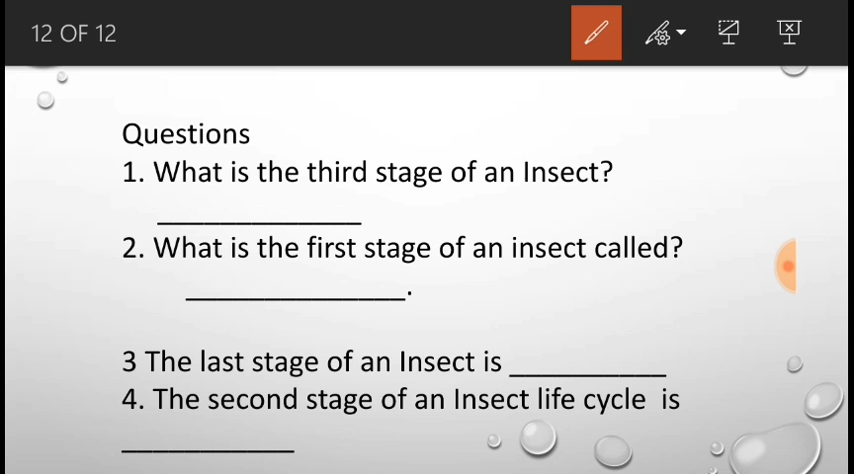 12 OF 12
Questions
1. What is the third stage of an Insect?
_____________
2. What is the first stage of an insect called?
______________.
3 The last stage of an Insect is __________
4. The second stage of an Insect life cycle is
___________